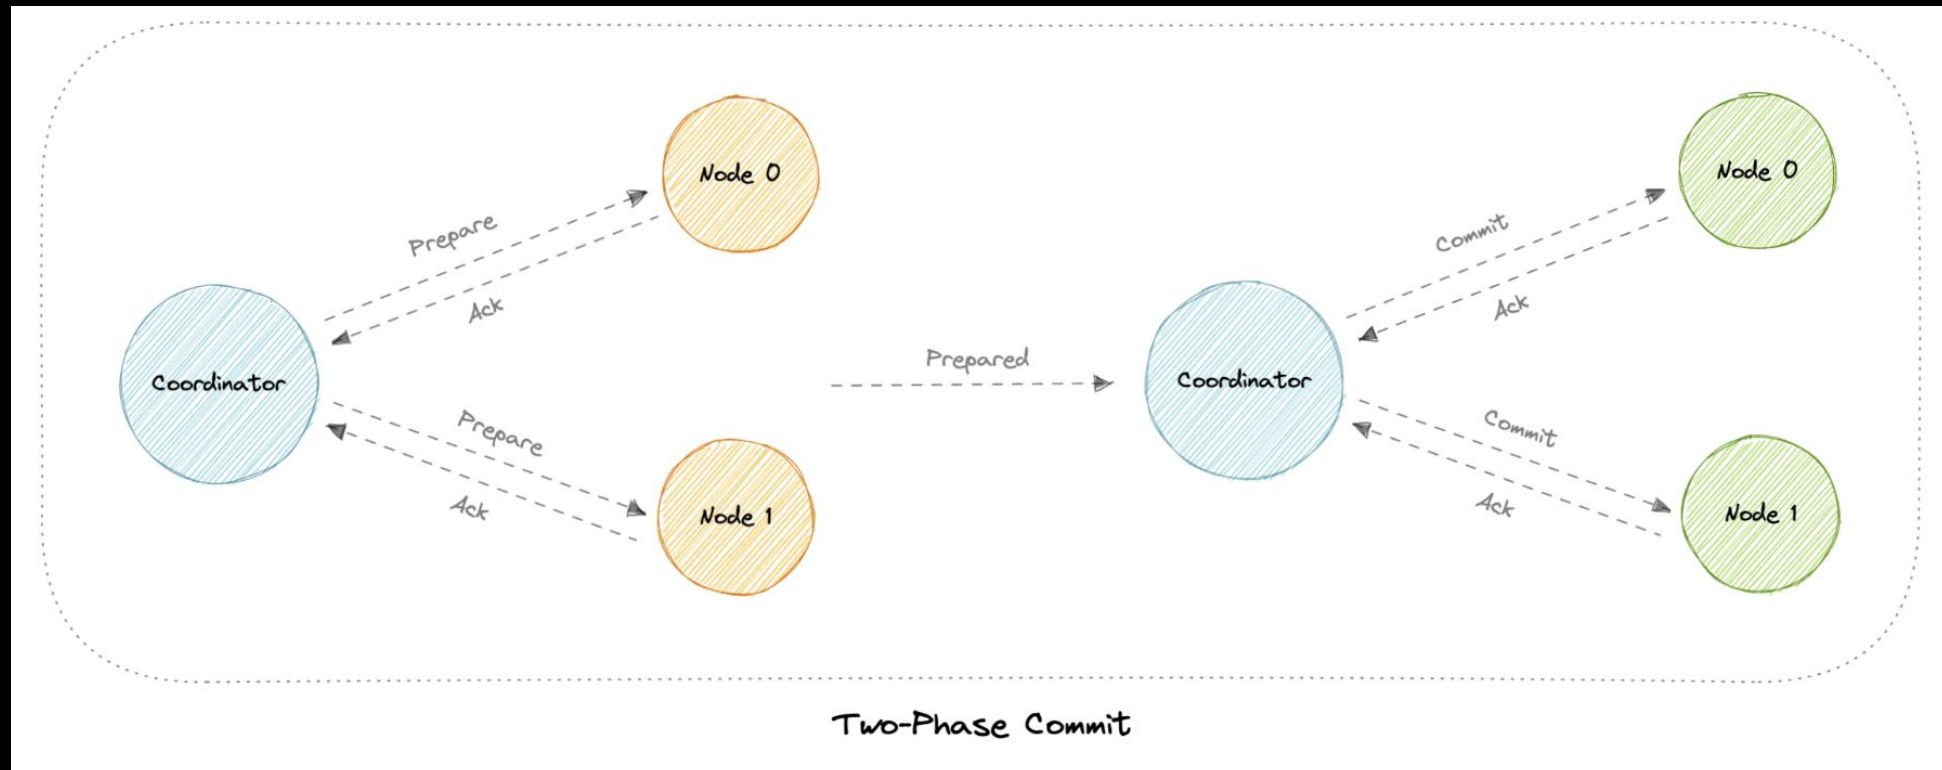 Node 0
Node 0
Prepare
Commit
Ack
Ack
Prepared
Coordinator
Coordinator
Prepare
Commit
Ack
Ack
Node 1
Node 1
Two-Phase Commit